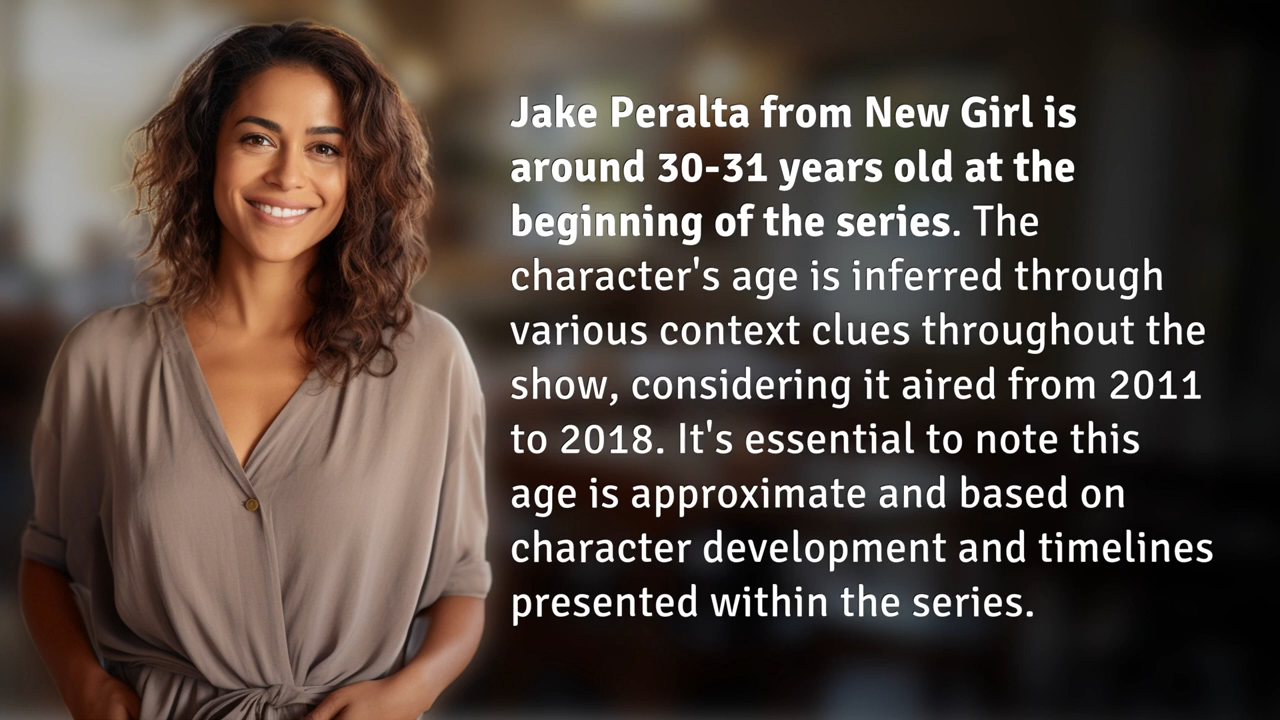 Jake Peralta from New Girl is
around 30-31 years old at the
beginning of the series. The
character's age is inferred through
various context clues throughout the
show, considering it aired from 2011
to 2018. It's essential to note this
age is approximate and based on
character development and timelines
presented within the series.